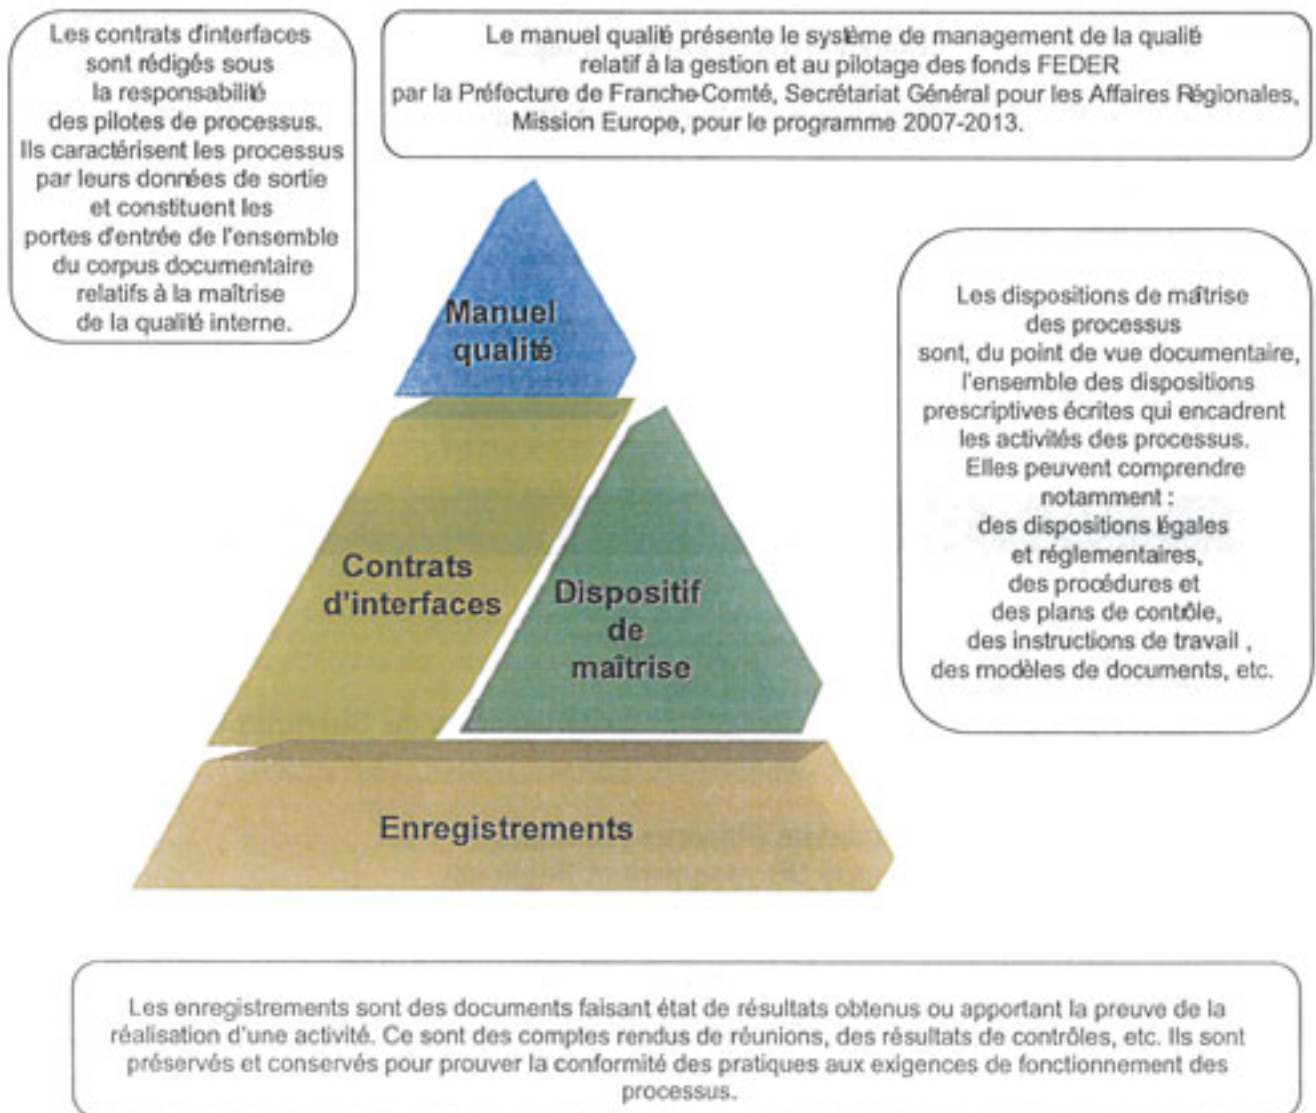 Les contrats d'interfaces
sont rédigés sous
la responsabilité
des pilotes de processus.
Ils caractérisent les processus
par leurs données de sortie
et constituent les
portes d'entrée de l'ensemble
du corpus documentaire
relatifs à la maîtrise
de la qualité interne.
Le manuel qualité présente le système de management de la qualité
relatif à la gestion et au pilotage des fonds FEDER
par la Préfecture de Franche-Comté, Secrétariat Général pour les Affaires Régionales,
Mission Europe, pour le programme 2007-2013.
Manuel
qualité
Contrats
d'interfaces
Dispositif
de
maîtrise
Enregistrements
Les dispositions de maîtrise
des processus
sont, du point de vue documentaire,
l'ensemble des dispositions
prescriptives écrites qui encadrent
les activités des processus.
Elles peuvent comprendre
notamment :
des dispositions légales
et réglementaires,
des procédures et
des plans de contrôle,
des instructions de travail ,
des modèles de documents, etc.
Les enregistrements sont des documents faisant état de résultats obtenus ou apportant la preuve de la
réalisation d'une activité. Ce sont des comptes rendus de réunions, des résultats de contrôles, etc. Ils sont
préservés et conservés pour prouver la conformité des pratiques aux exigences de fonctionnement des
processus.